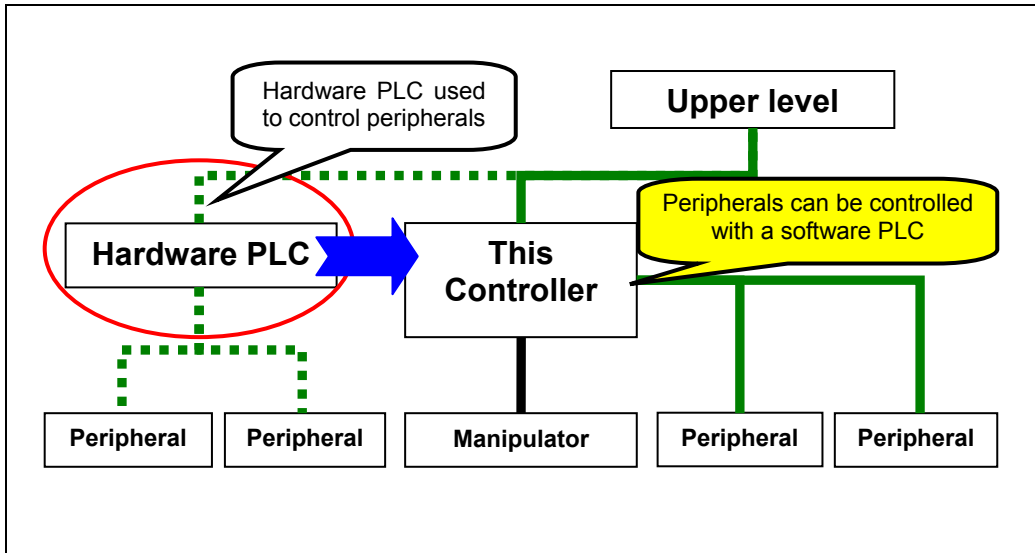 Hardware PLC used
to control peripherals
Upper level
Peripherals can be controlled
with a software PLC
Hardware PLC
This
Controller
Peripheral
Peripheral
Manipulator
Peripheral
Peripheral